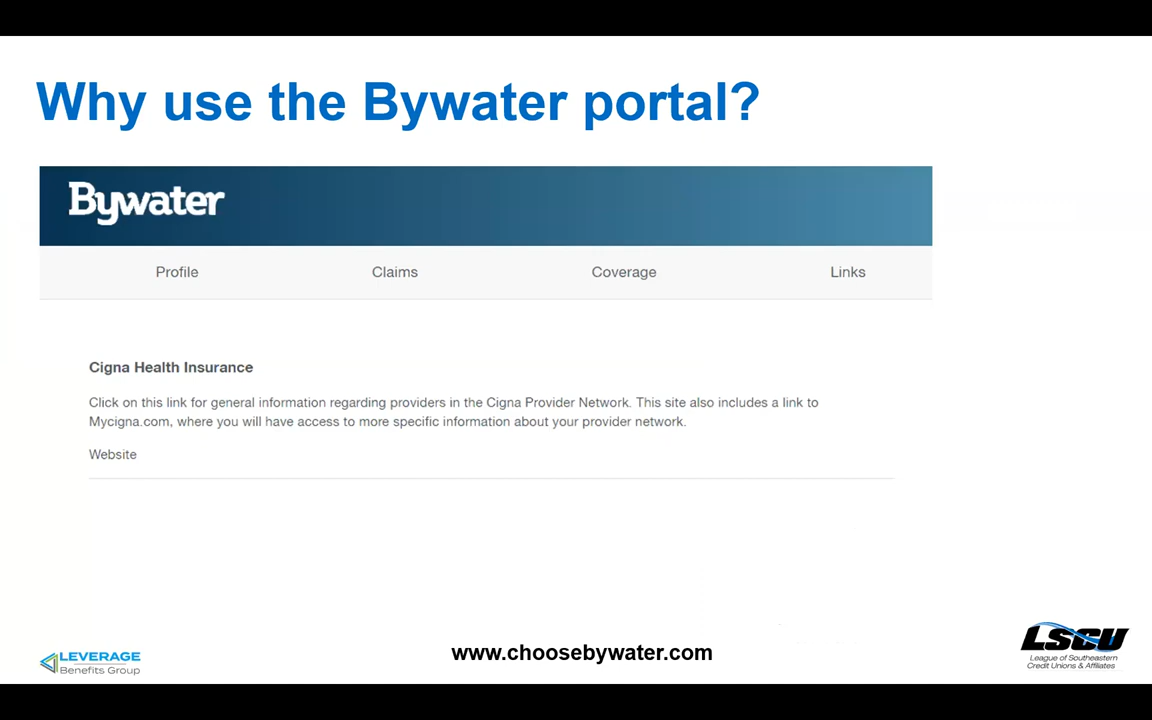 Why use the Bywater portal?
Bywater
Profile Claims Coverage Links
Cigna Health Insurance
Click on this link for general information regarding providers in the Cigna Provider Network. This site also includes a link to
Mycigna.com, where you will have access to more specific information about your provider network.
Website
LEVERAGE
Benefits Group
www.choosebywater.com
LSCU
League of Southeastern
Credit Unions & Affiliates